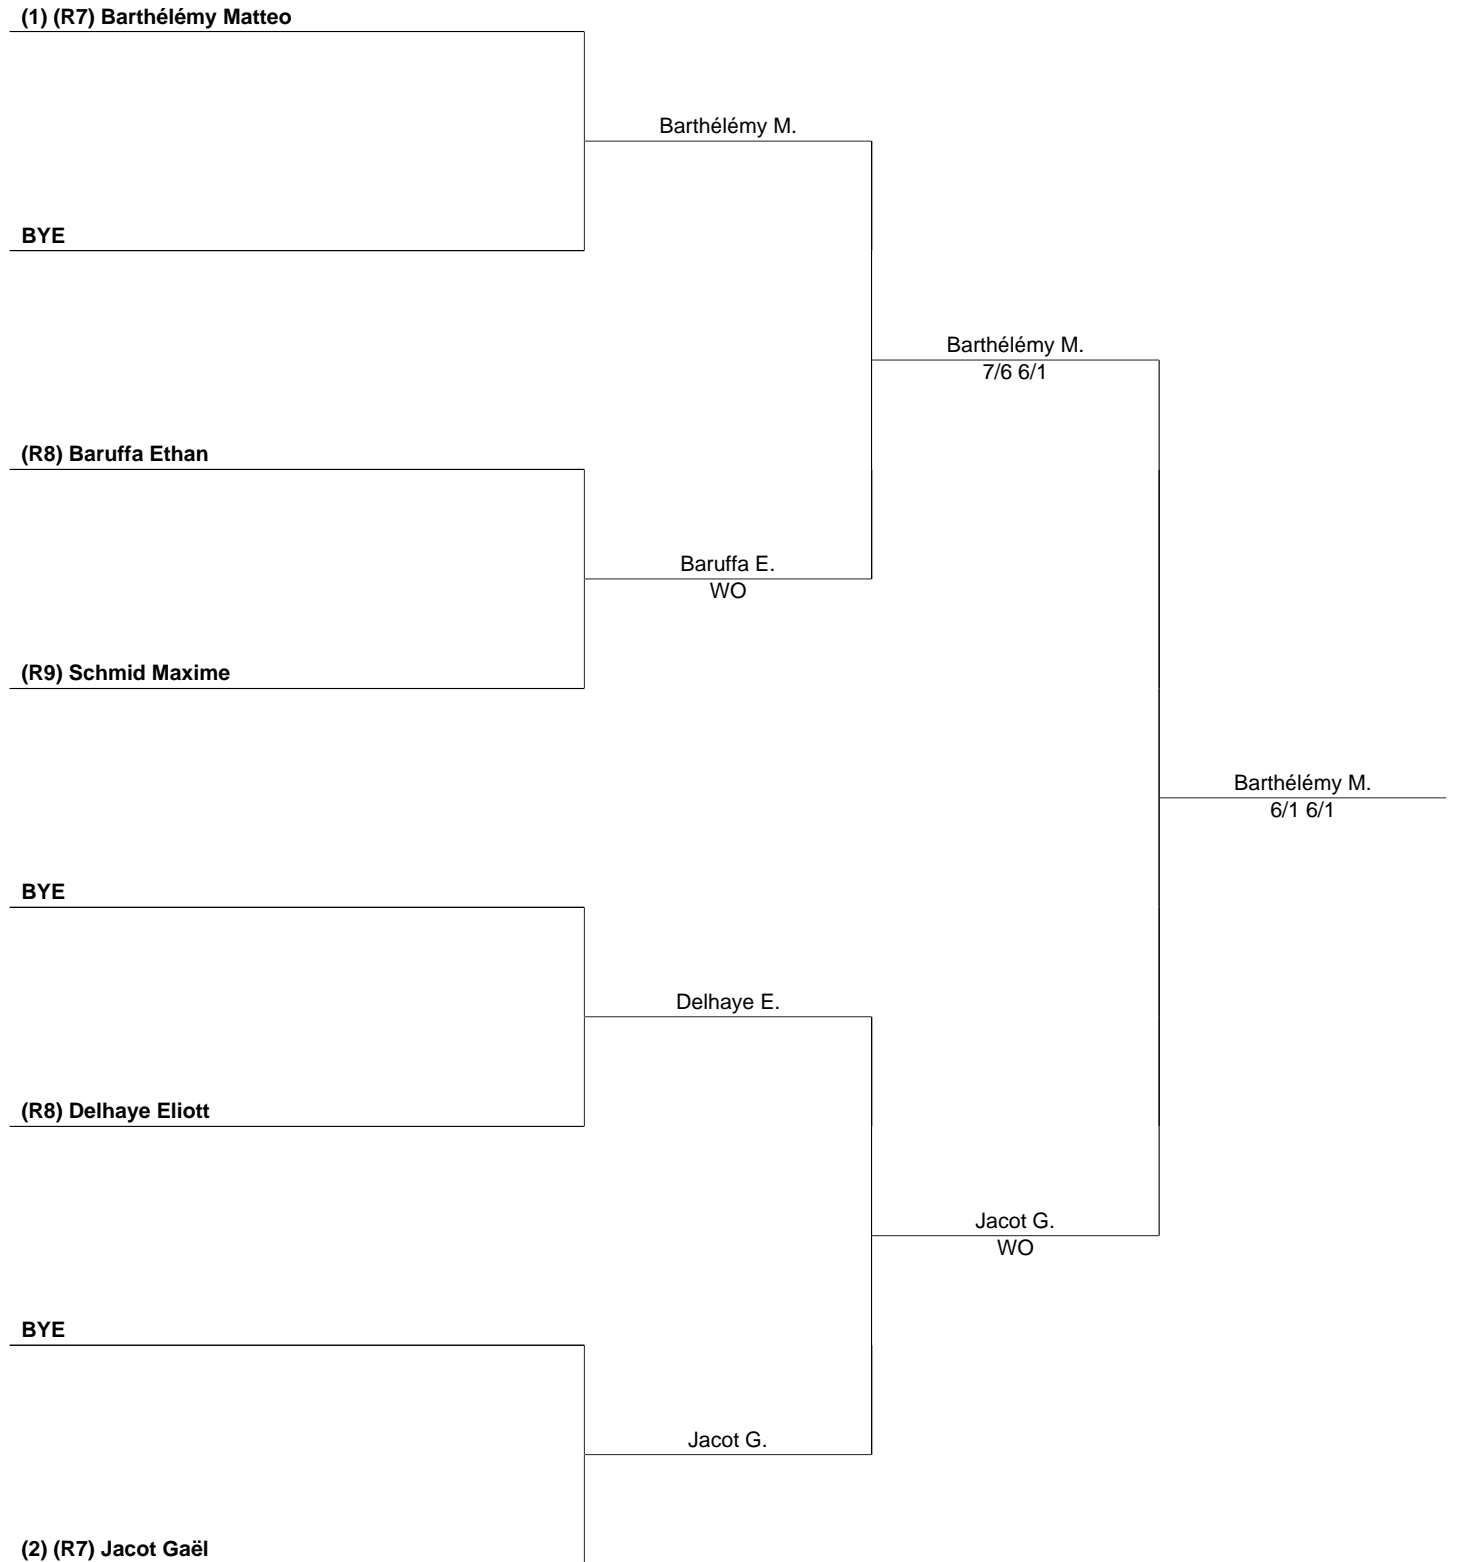 (1) (R7) Barthélémy Matteo
Barthélémy M.
BYE
Barthélémy M.
7/6 6/1
(R8) Baruffa Ethan
Baruffa E.
WO
(R9) Schmid Maxime
Barthélémy M.
6/1 6/1
BYE
Delhaye E.
(R8) Delhaye Eliott
Jacot G.
WO
BYE
Jacot G.
(2) (R7) Jacot Gaël